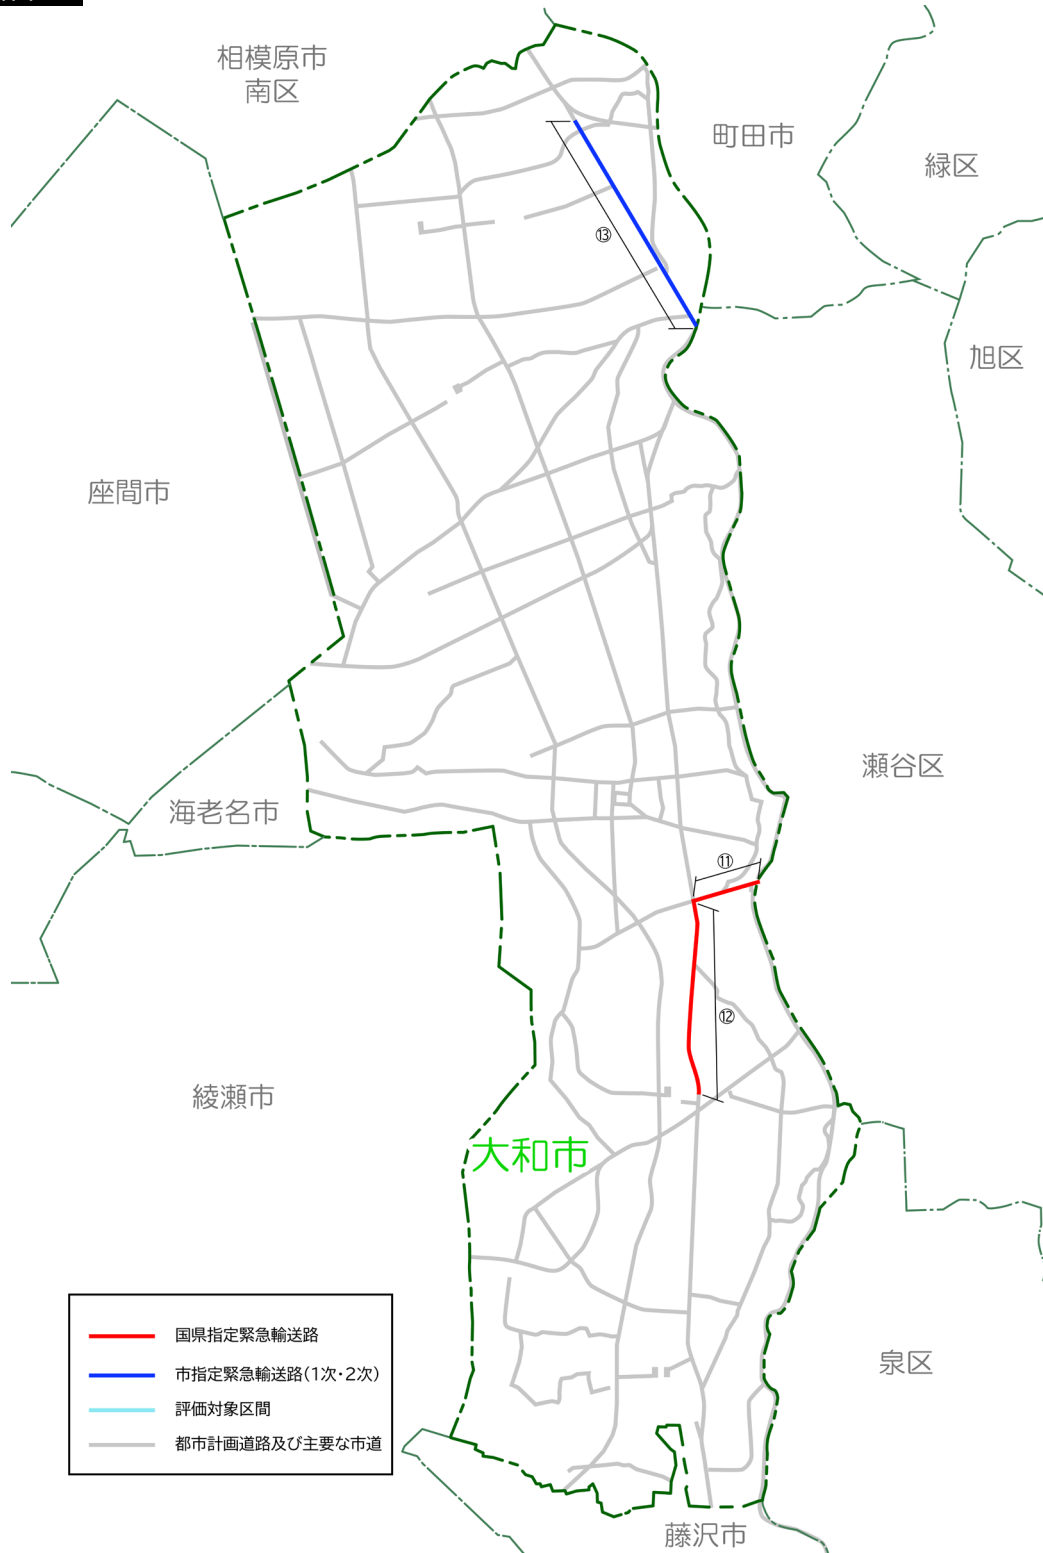 相模原市
南区
町田市
緑区
⑬
旭区
座間市
瀬谷区
海老名市
⑪
⑫
綾瀬市
大和市
国県指定緊急輸送路
市指定緊急輸送路(1次・2次)
評価対象区間
都市計画道路及び主要な市道
泉区
藤沢市